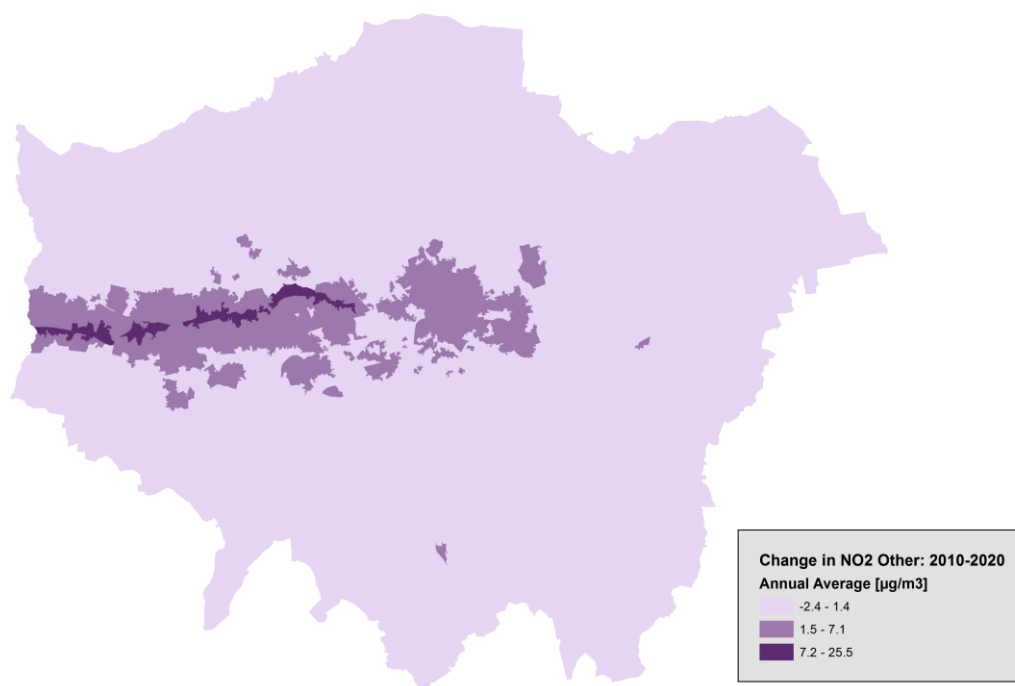 Change in NO2 Other: 2010-2020
Annual Average [µg/m3]
-2.4 - 1.4
1.5 - 7.1
7.2 - 25.5